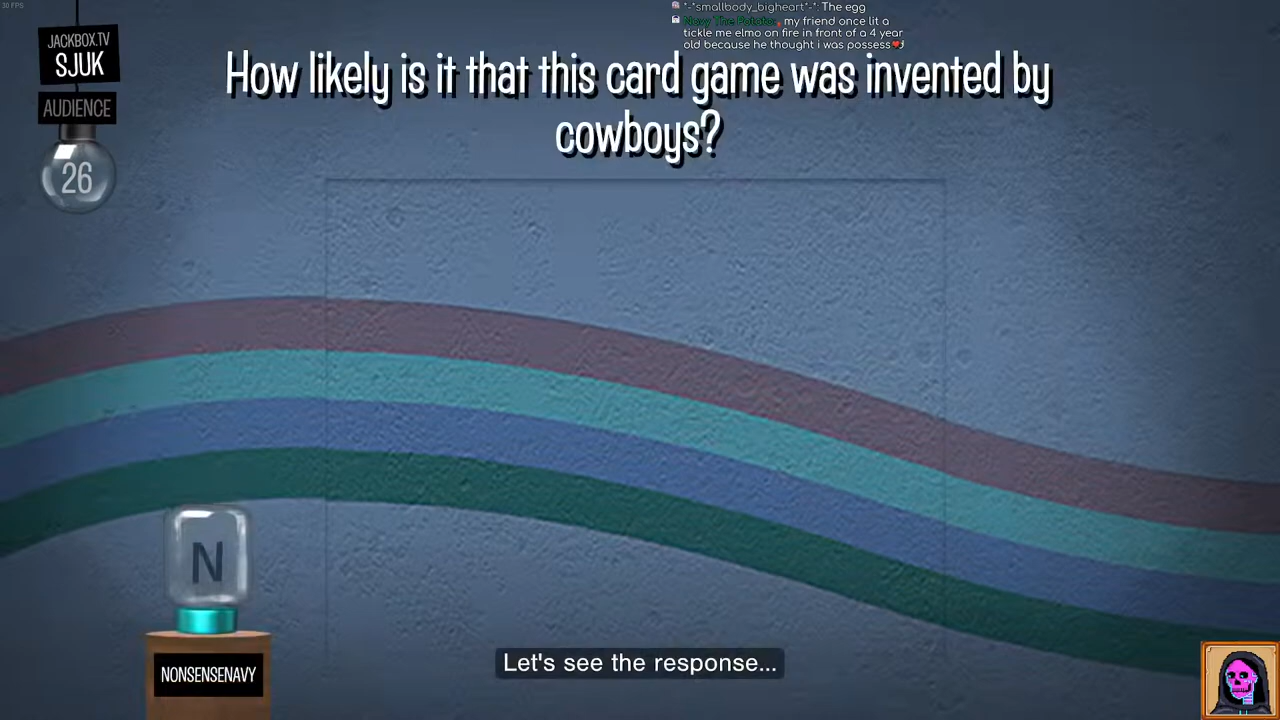 30 FPS
*-*smallbody_bigheart*-*: The egg
Nuvy The Potato: my friend once lit a
tickle me elmo on fire in front of a 4 year
old because he thought i was possess
JACKBOX.TV
SJUK
AUDIENCE
26
How likely is it that this card game was invented by
cowboys?
N
NONSENSENAVY
Let's see the response...